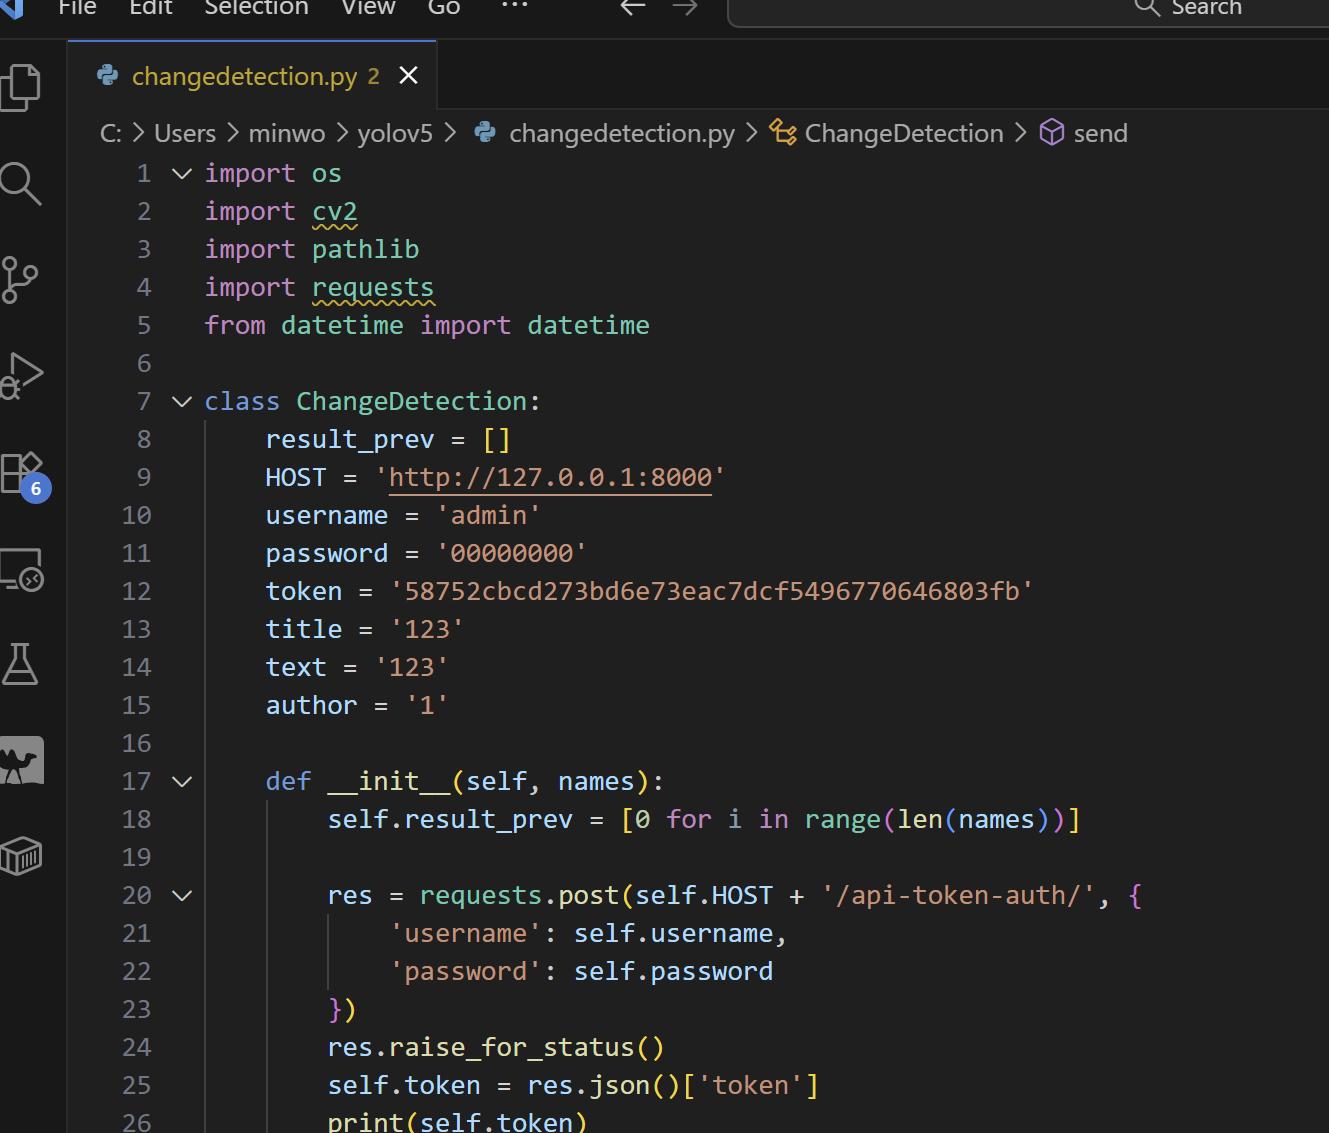 File Edit Selection View Go ... Search
changedetection.py 2
C: > Users > minwo > yolov5 > changedetection.py > ChangeDetection > send
1 import os
2 import cv2
3 import pathlib
4 import requests
5 from datetime import datetime
6
7 class ChangeDetection:
8 result_prev = []
9 HOST = 'http://127.0.0.1:8000'
10 username = 'admin'
11 password = '00000000'
12 token = '58752cbcd273bd6e73eac7dcf5496770646803fb'
13 title = '123'
14 text = '123'
15 author = '1'
16
17 def __init__(self, names):
18 self.result_prev = [0 for i in range(len(names))]
19
20 res = requests.post(self.HOST + '/api-token-auth/', {
21 'username': self.username,
22 'password': self.password
23 })
24 res.raise_for_status()
25 self.token = res.json()['token']
26 print(self.token)
6